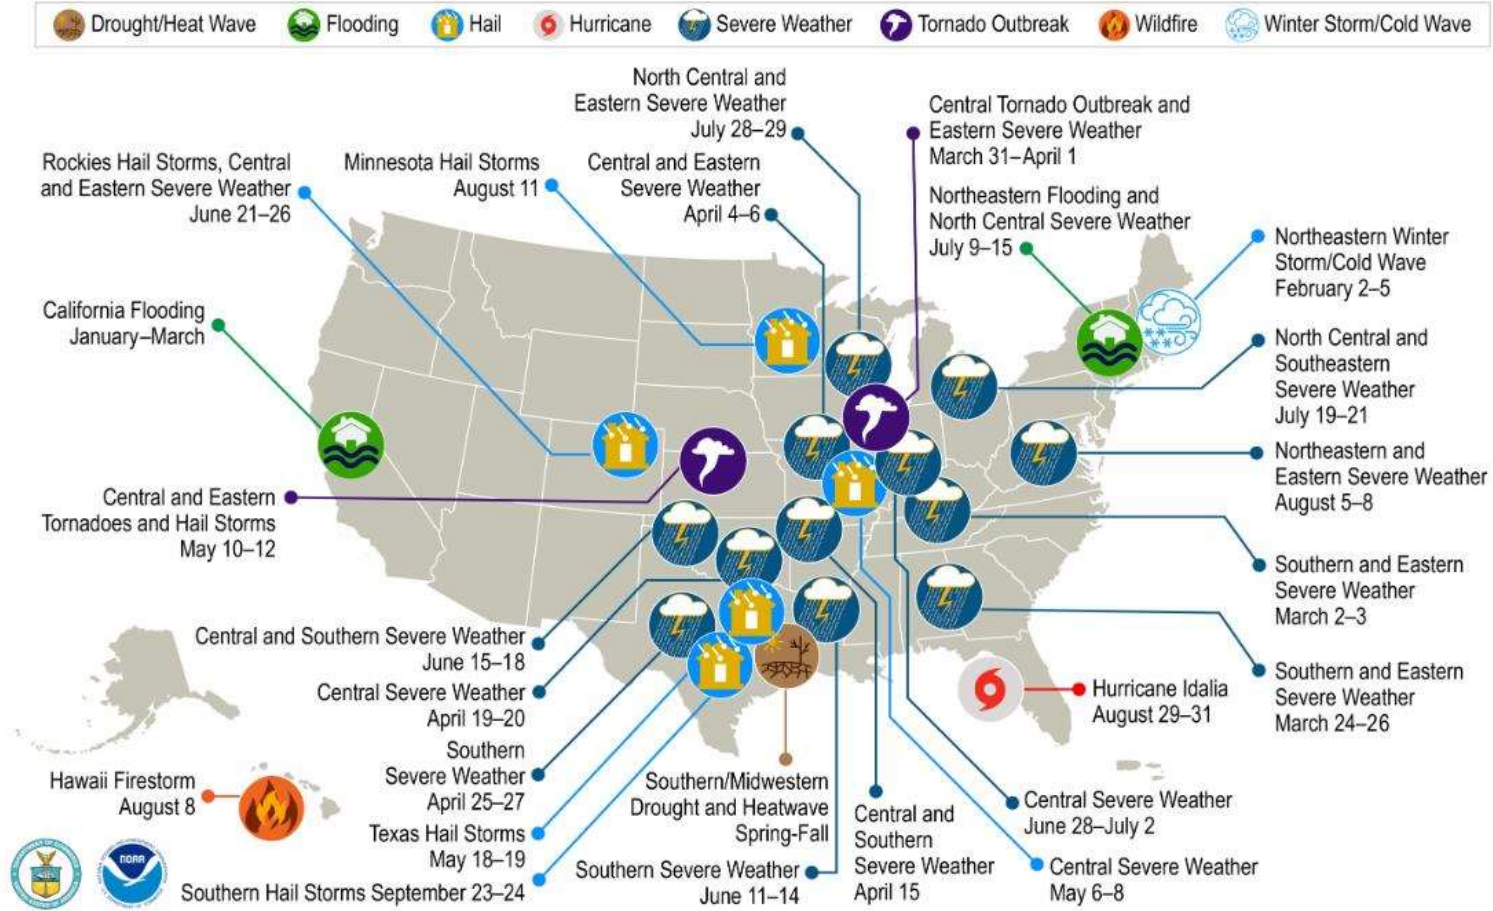 Drought/Heat Wave Flooding Hail Hurricane Severe Weather Tornado Outbreak Wildfire Winter Storm/Cold Wave
North Central and
Eastern Severe Weather
July 28–29
Central Tornado Outbreak and
Eastern Severe Weather
March 31–April 1
Rockies Hail Storms, Central
and Eastern Severe Weather
June 21–26
Minnesota Hail Storms
August 11
Central and Eastern
Severe Weather
April 4–6
Northeastern Flooding and
North Central Severe Weather
July 9–15
Northeastern Winter
Storm/Cold Wave
February 2–5
California Flooding
January–March
North Central and
Southeastern
Severe Weather
July 19–21
Northeastern and
Eastern Severe Weather
August 5–8
Central and Eastern
Tornadoes and Hail Storms
May 10–12
Southern and Eastern
Severe Weather
March 2–3
Central and Southern Severe Weather
June 15–18
Southern and Eastern
Severe Weather
March 24–26
Central Severe Weather
April 19–20
Hurricane Idalia
August 29–31
Southern
Severe Weather
April 25–27
Hawaii Firestorm
August 8
Southern/Midwestern
Drought and Heatwave
Spring-Fall
Central and
Southern
Severe Weather
April 15
Central Severe Weather
June 28–July 2
Texas Hail Storms
May 18–19
Southern Severe Weather
June 11–14
Central Severe Weather
May 6–8
Southern Hail Storms September 23–24
NOAA